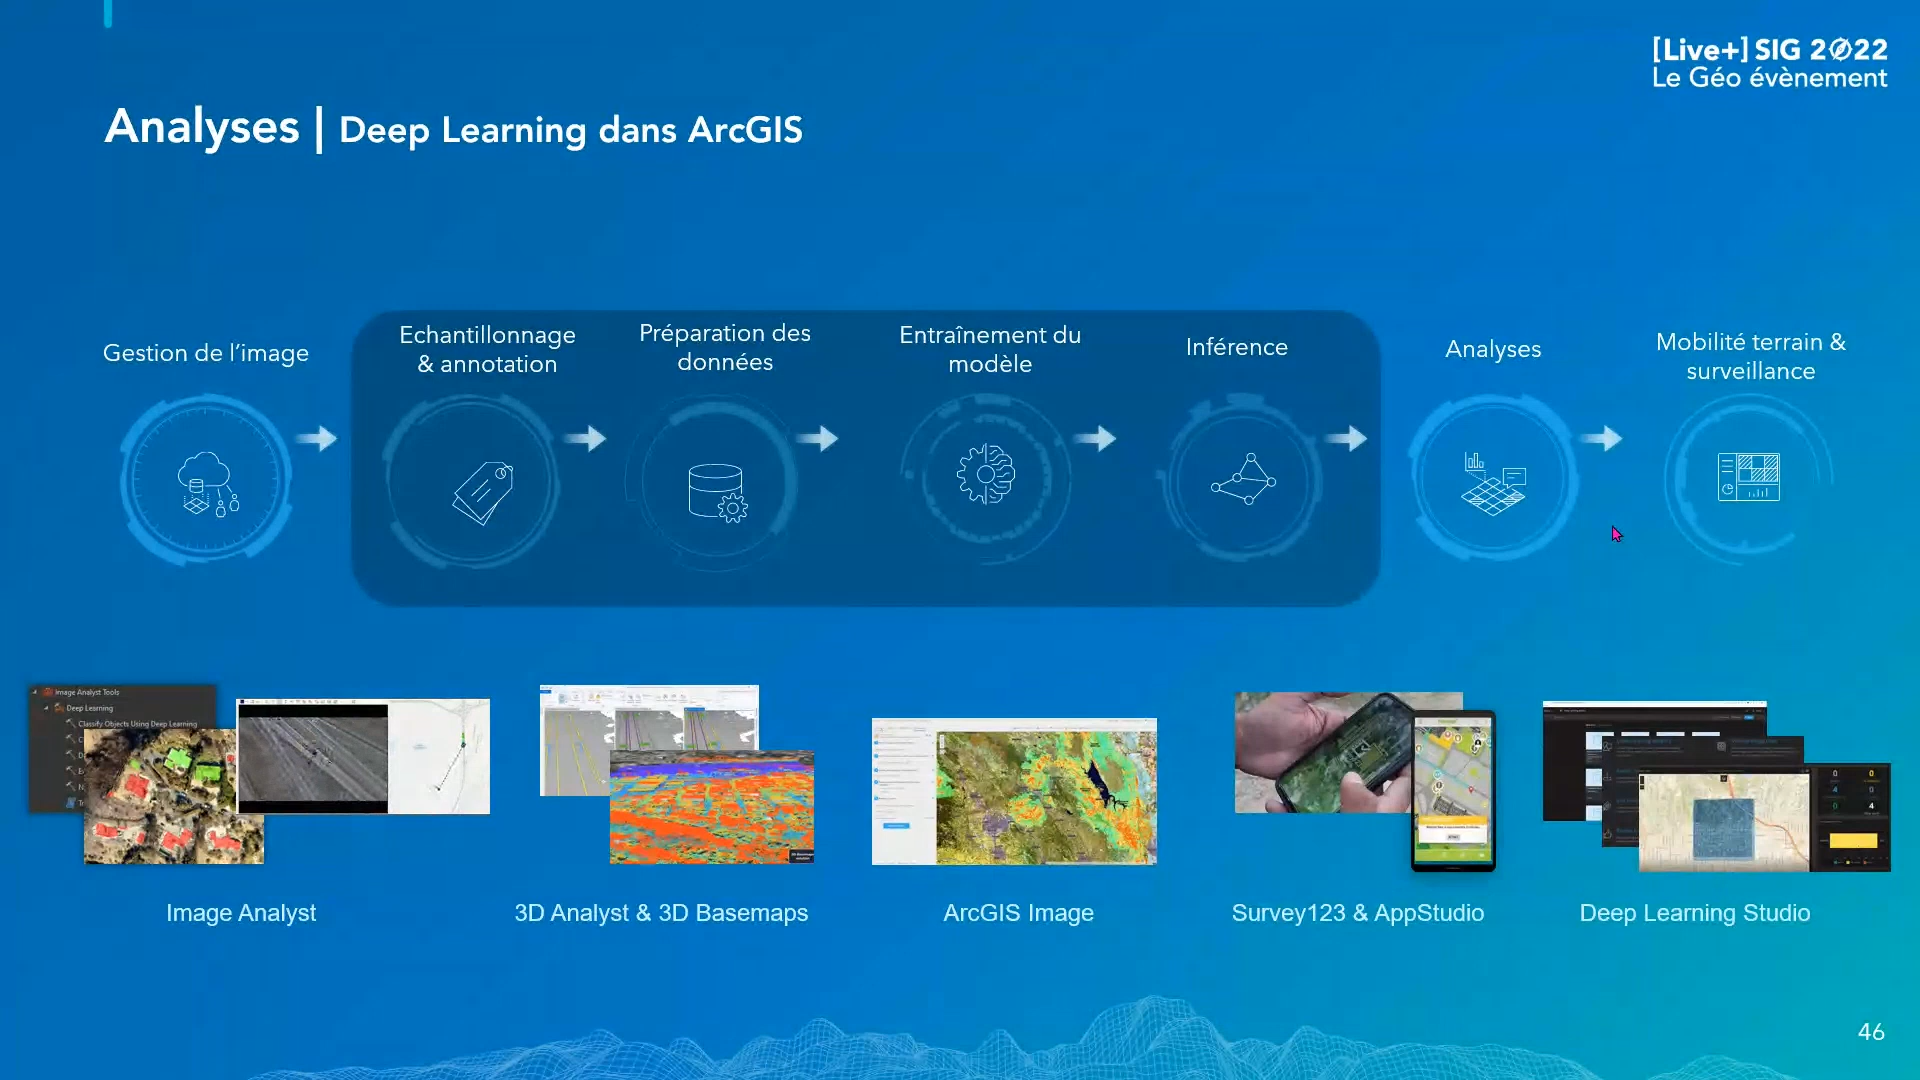 [Live+] SIG 2022
Le Géo évènement
Analyses | Deep Learning dans ArcGIS
Gestion de l'image
Echantillonnage
& annotation
Préparation des
données
Entraînement du
modèle
Inférence
Analyses
Mobilité terrain &
surveillance
Image Analyst Tools
Deep Learning
Classify Objects Using Deep Learning
Image Analyst
3D Analyst & 3D Basemaps
ArcGIS Image
Survey123 & AppStudio
Deep Learning Studio
46